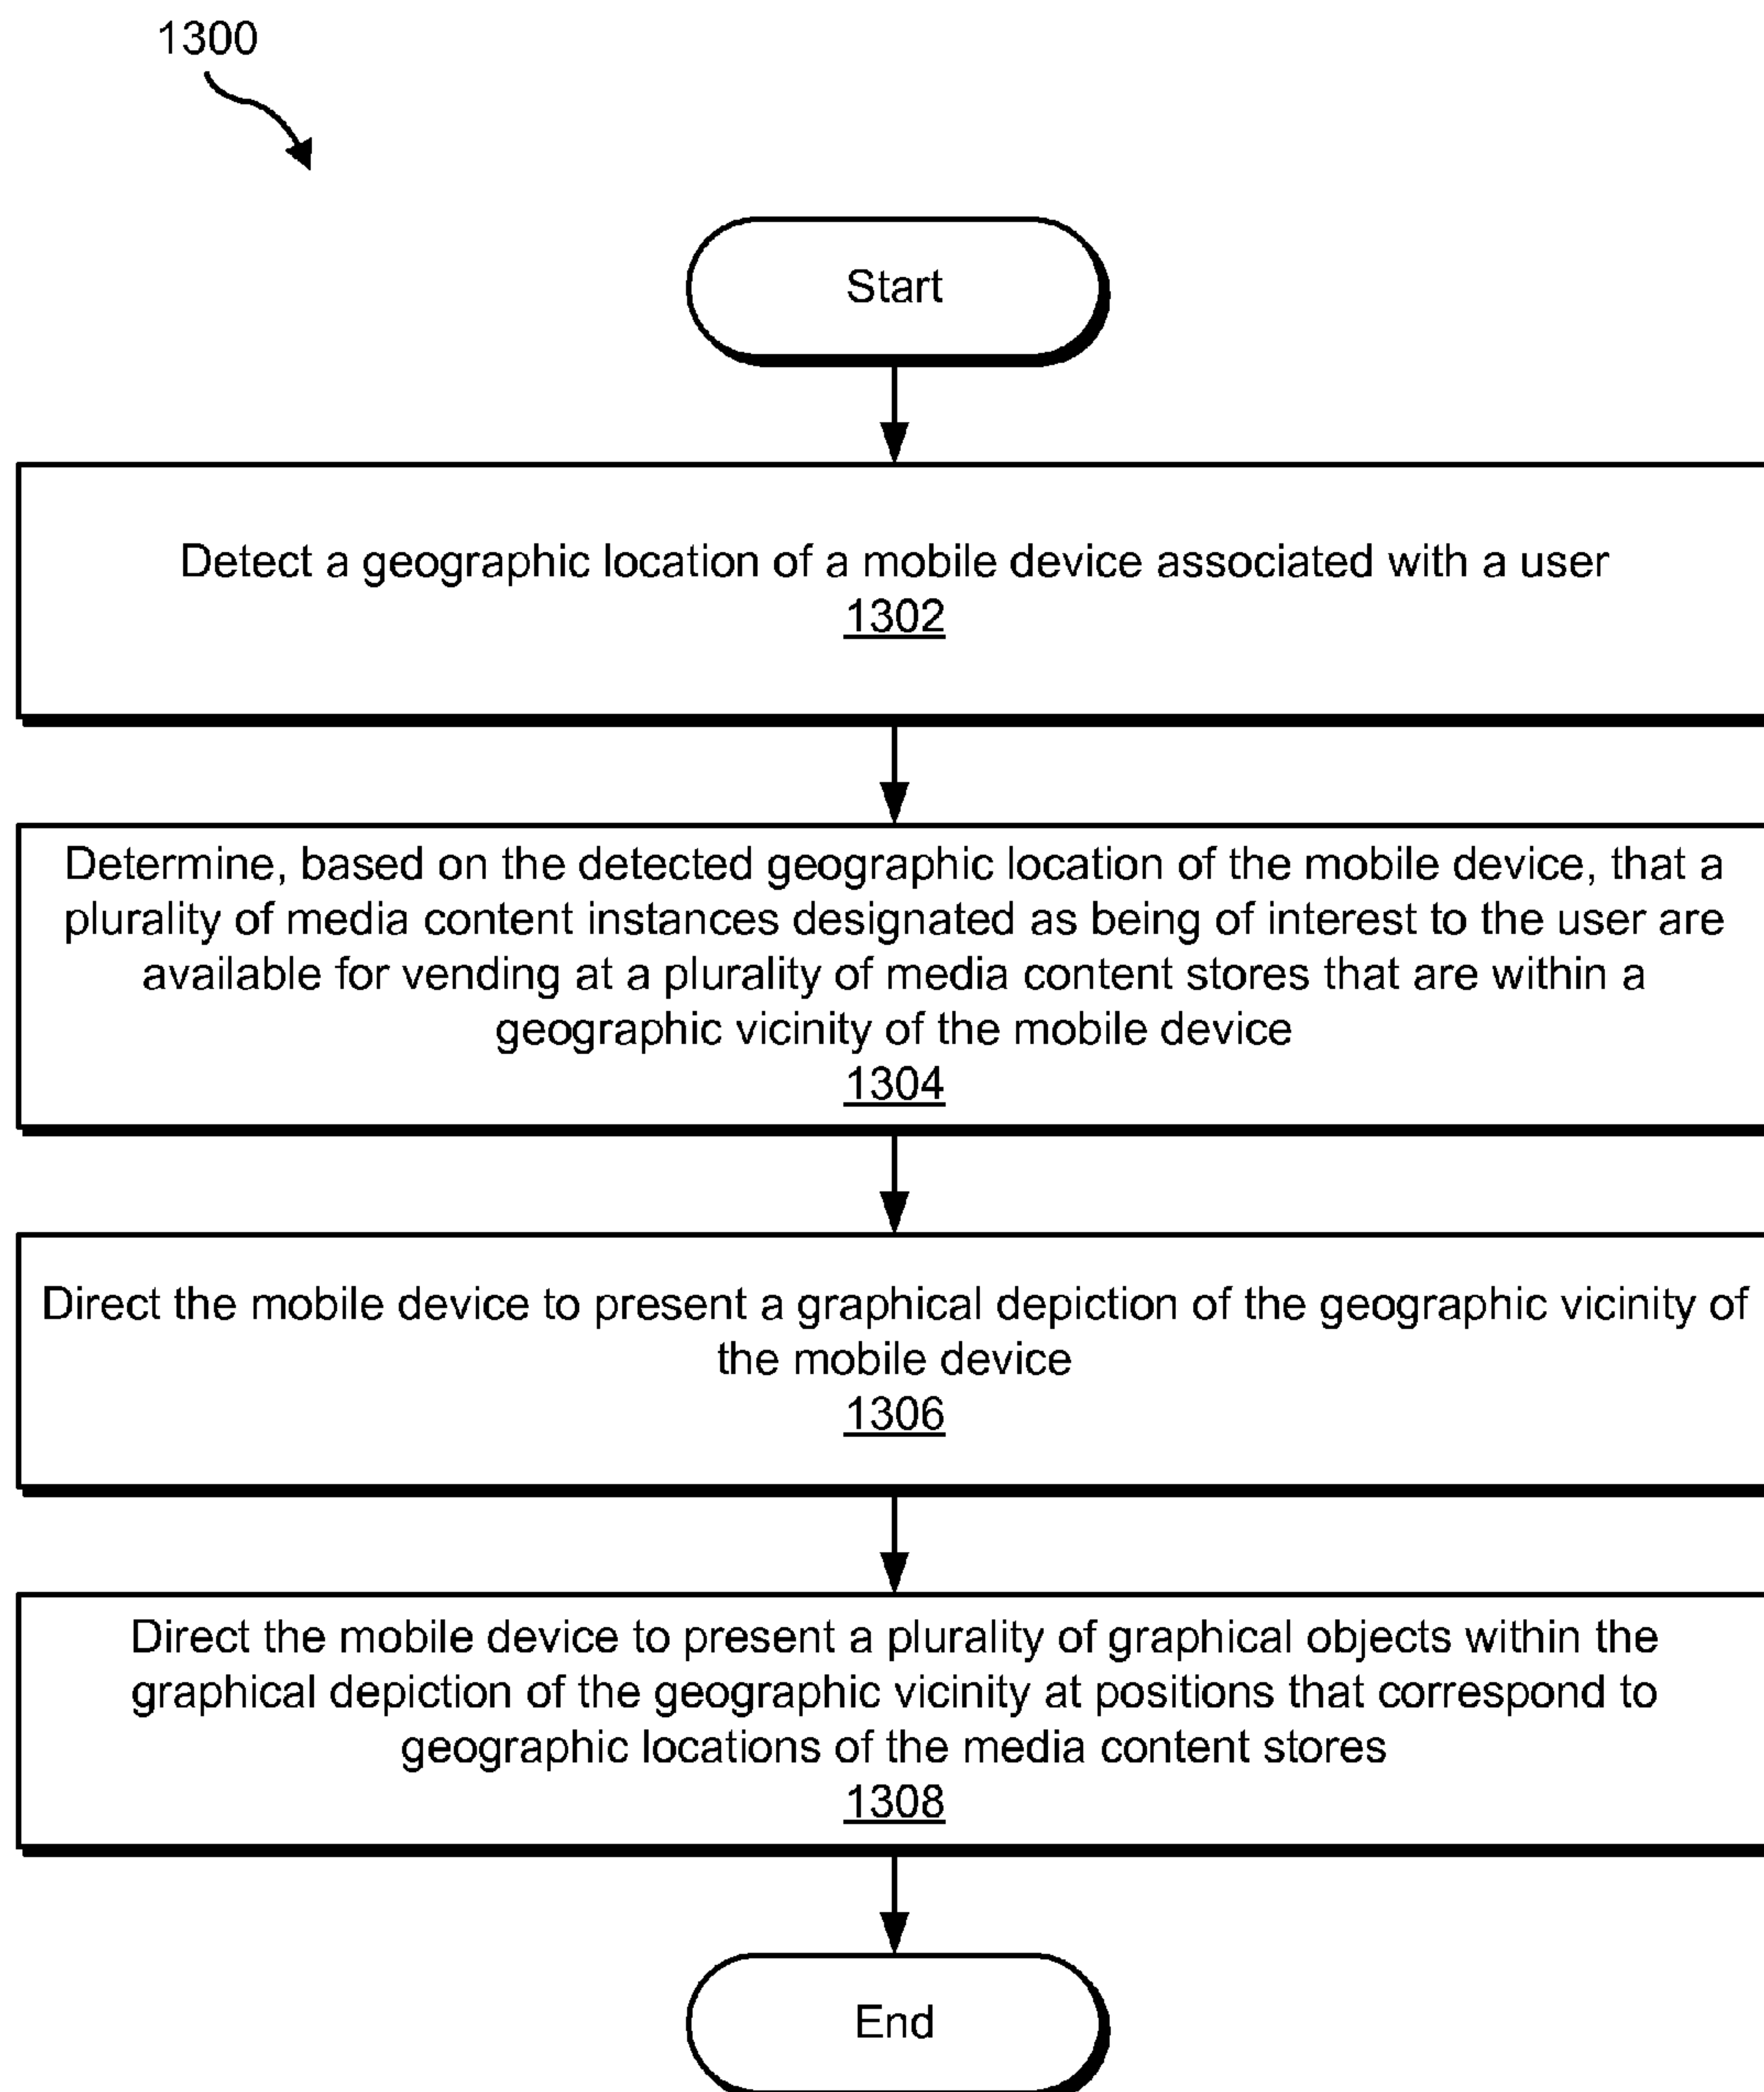 1300
Start
Detect a geographic location of a mobile device associated with a user
1302
Determine, based on the detected geographic location of the mobile device, that a
plurality of media content instances designated as being of interest to the user are
available for vending at a plurality of media content stores that are within a
geographic vicinity of the mobile device
1304
Direct the mobile device to present a graphical depiction of the geographic vicinity of
the mobile device
1306
Direct the mobile device to present a plurality of graphical objects within the
graphical depiction of the geographic vicinity at positions that correspond to
geographic locations of the media content stores
1308
End